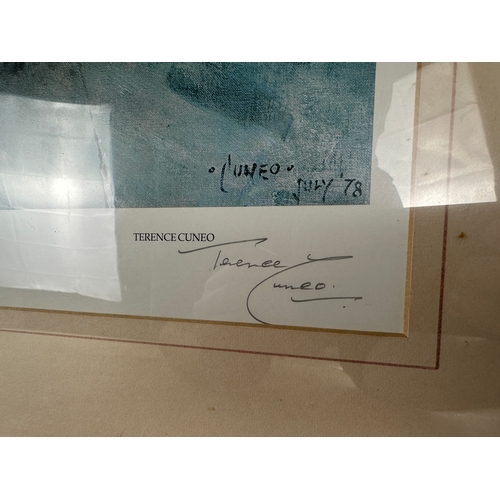 • CUNEO •
JULY '78
TERENCE CUNEO
Terence
Cuneo.